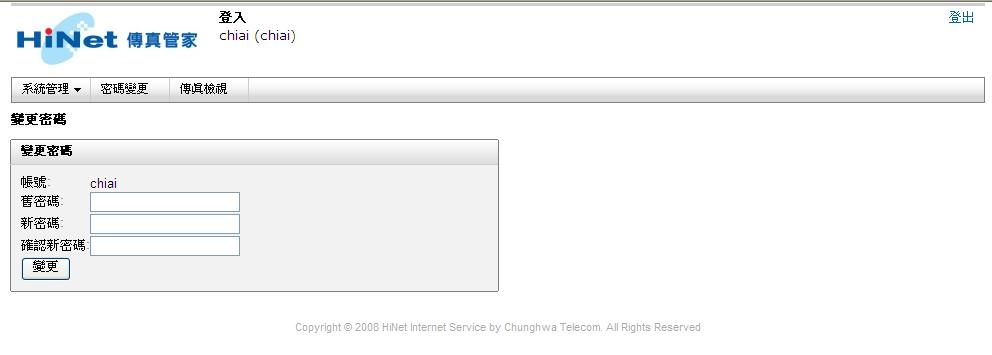 登入
登出
HiNet 傳真管家
chiai (chiai)
系統管理 密碼變更 傳真檢視
變更密碼
變更密碼
帳號: chiai
舊密碼:
新密碼:
確認新密碼:
變更
Copyright © 2008 HiNet Internet Service by Chunghwa Telecom. All Rights Reserved